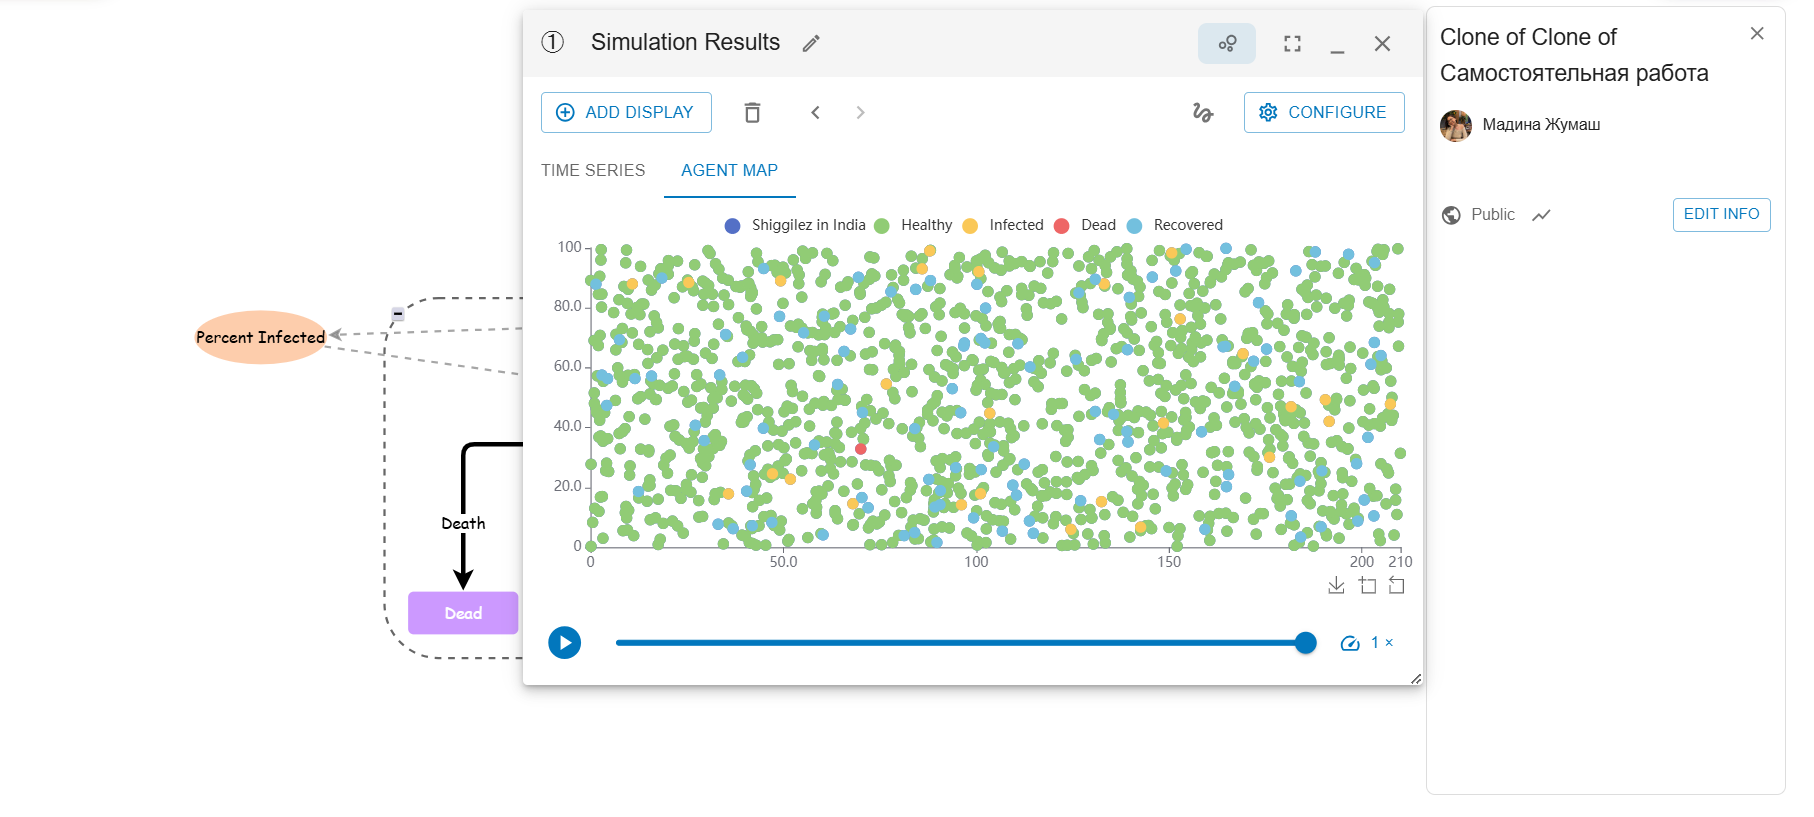 ① Simulation Results
ADD DISPLAY
CONFIGURE
TIME SERIES AGENT MAP
Shiggilez in India Healthy Infected Dead Recovered
100
80.0
60.0
40.0
20.0
0
0 50.0 100 150 200 210
1 ×
Percent Infected
Death
Dead
Clone of Clone of
Самостоятельная работа
Мадина Жумаш
Public
EDIT INFO